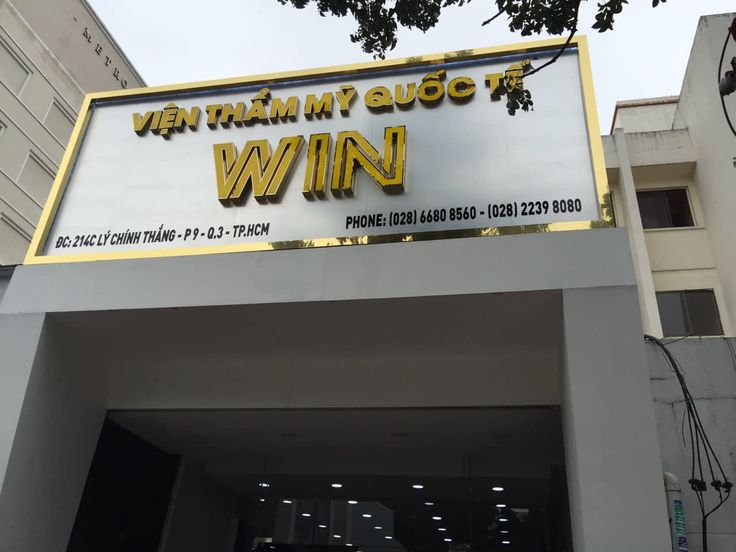 METRO
VIỆN THẨM MỸ QUỐC TẾ
WIN
ĐC: 214C LÝ CHÍNH THẮNG - P 9 - Q.3 - TP.HCM
PHONE: (028) 6680 8560 - (028) 2239 8080